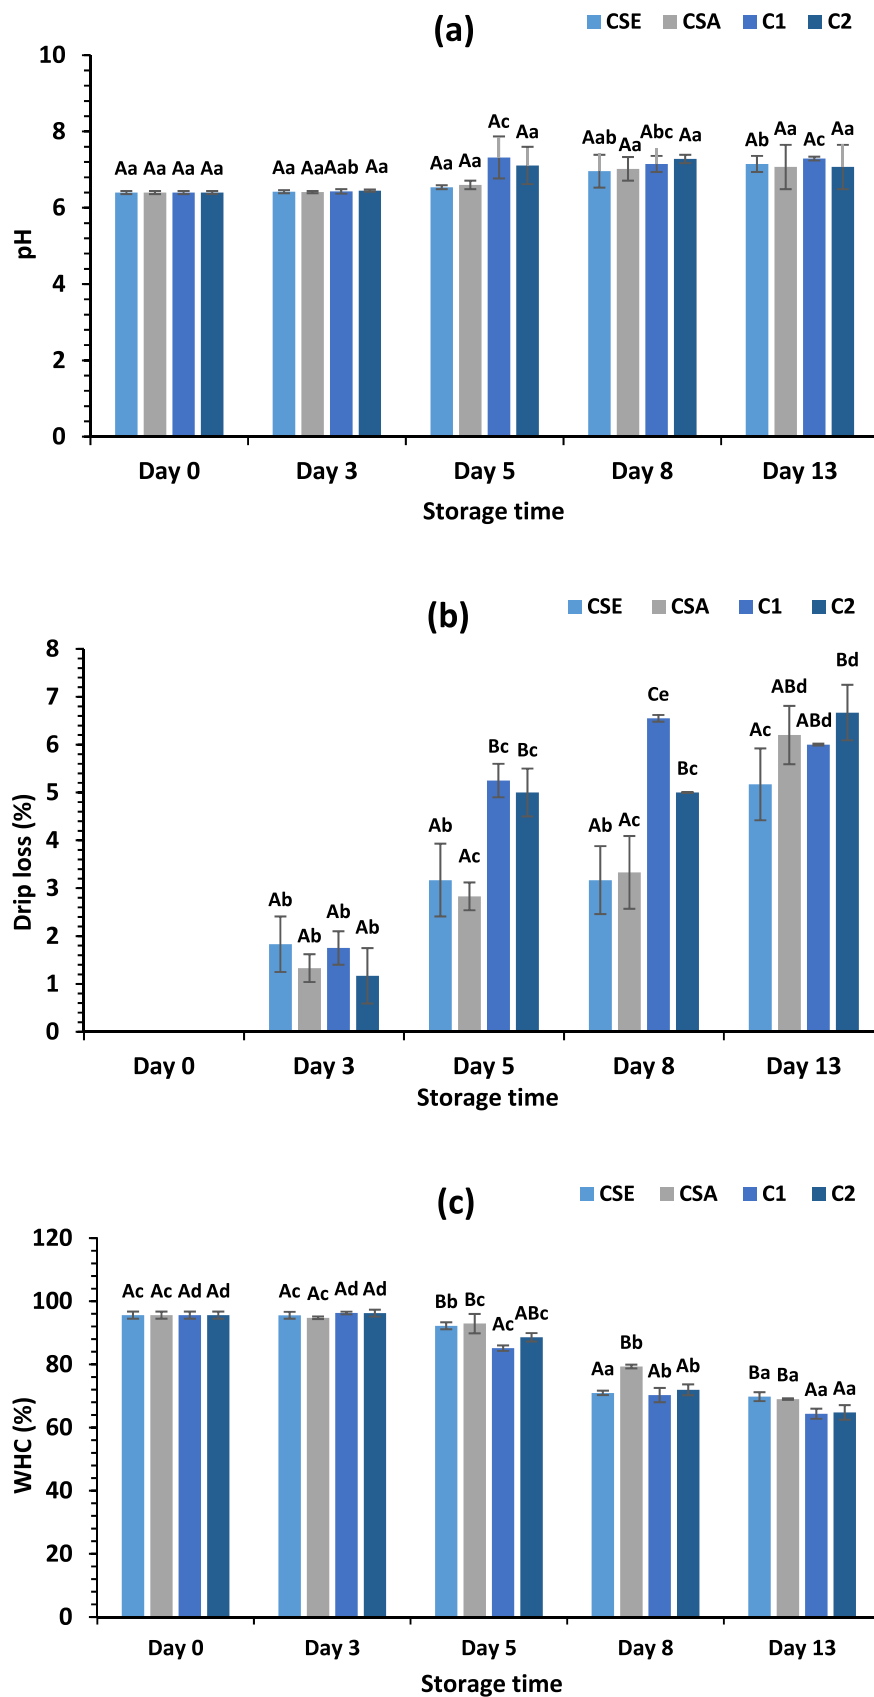 (a)
CSE CSA C1 C2
10
8
6
4
2
0
pH
Aa Aa Aa Aa
Aa Aa Aab Aa
Aa Aa Ac Aa
Aab Aa Abc Aa
Ab Aa Ac Aa
Day 0 Day 3 Day 5 Day 8 Day 13
Storage time
(b)
CSE CSA C1 C2
8
7
6
5
4
3
2
1
0
Drip loss (%)
Ab Ab Ab Ab
Ab Ac Bc Bc
Ab Ac Ce Bc
Ac ABd ABd Bd
Day 0 Day 3 Day 5 Day 8 Day 13
Storage time
(c)
CSE CSA C1 C2
120
100
80
60
40
20
0
WHC (%)
Ac Ac Ad Ad
Ac Ac Ad Ad
Bb Bc Ac ABc
Aa Bb Ab Ab
Ba Ba Aa Aa
Day 0 Day 3 Day 5 Day 8 Day 13
Storage time